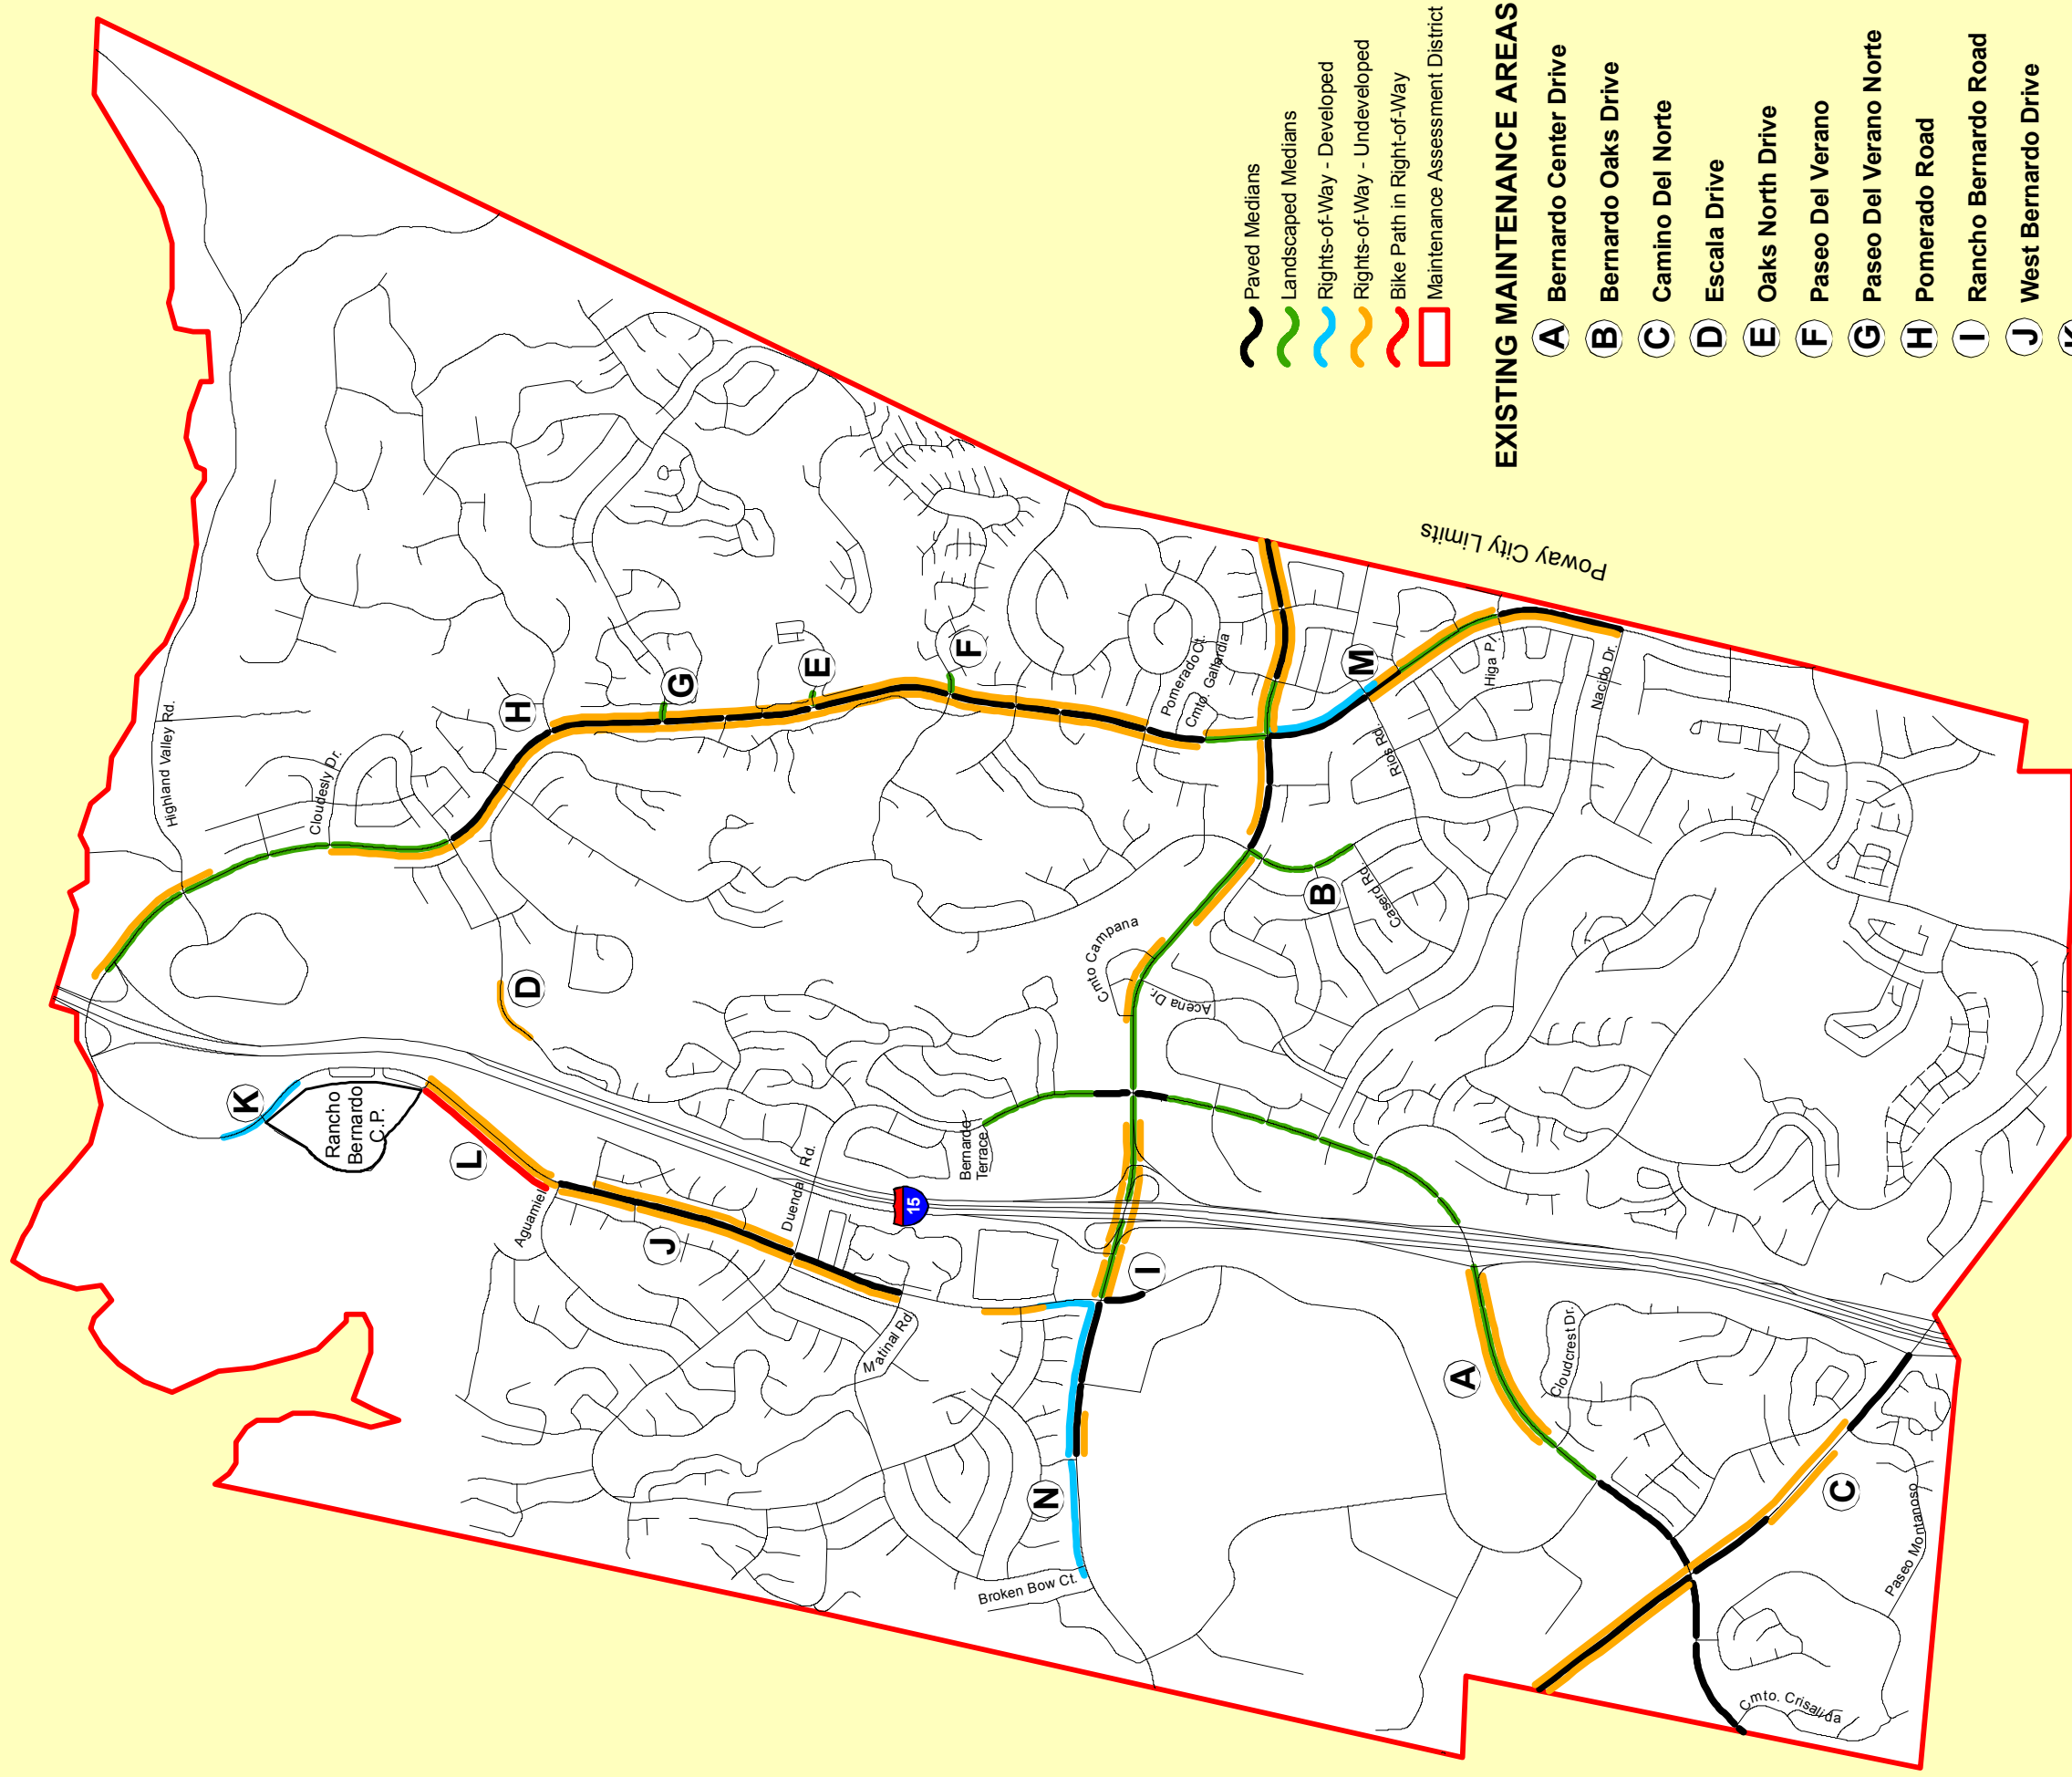 Paved Medians
Landscaped Medians
Rights-of-Way - Developed
Rights-of-Way - Undeveloped
Bike Path in Right-of-Way
Maintenance Assessment District
EXISTING MAINTENANCE AREAS
A Bernardo Center Drive
B Bernardo Oaks Drive
C Camino Del Norte
D Escala Drive
E Oaks North Drive
F Paseo Del Verano
G Paseo Del Verano Norte
H Pomerado Road
I Rancho Bernardo Road
J West Bernardo Drive
K
Poway City Limits
Highland Valley Rd.
Cloudesly Dr.
H
G
E
F
D
K
Rancho
Bernardo
C.P.
L
Aguamiel
J
Duenda Rd.
15
Matinal Rd.
Bernardo
Terrace
Cmto Campana
Acena Dr.
Pomerado Ct.
Cmto. Gallardia
M
Higa Pl.
Nacido Dr.
Rios Rd.
B
Casero Rd.
I
N
Broken Bow Ct.
A
Cloudcrest Dr.
C
Paseo Montanoso
Cmto. Crisalida